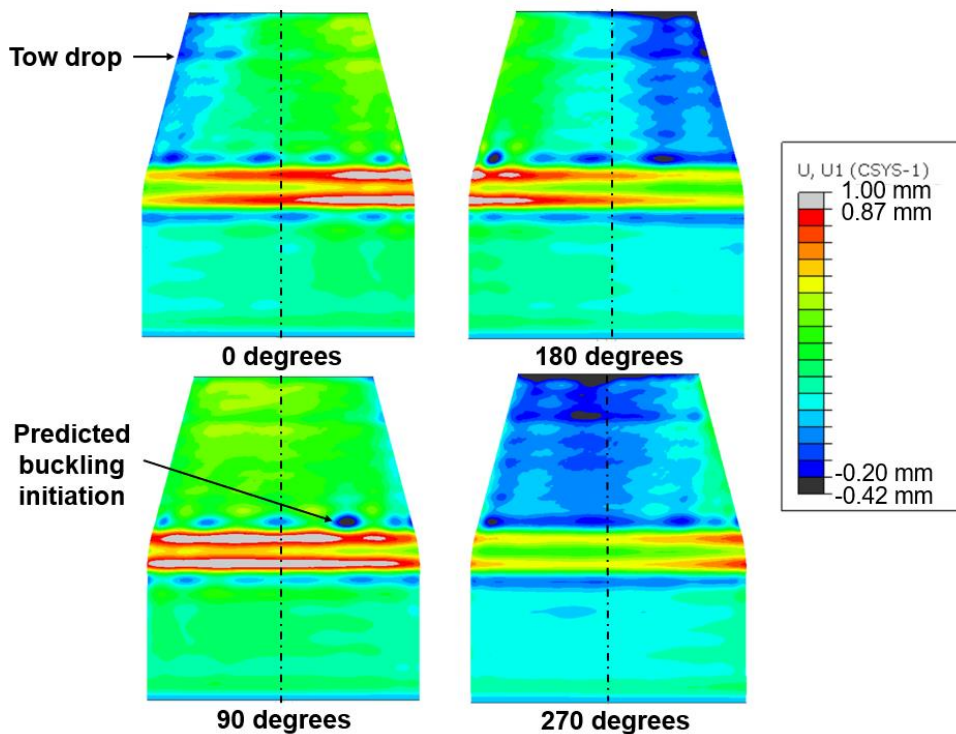 Tow drop
0 degrees
180 degrees
U, U1 (CSYS-1)
1.00 mm
0.87 mm
-0.20 mm
-0.42 mm
Predicted
buckling
initiation
90 degrees
270 degrees